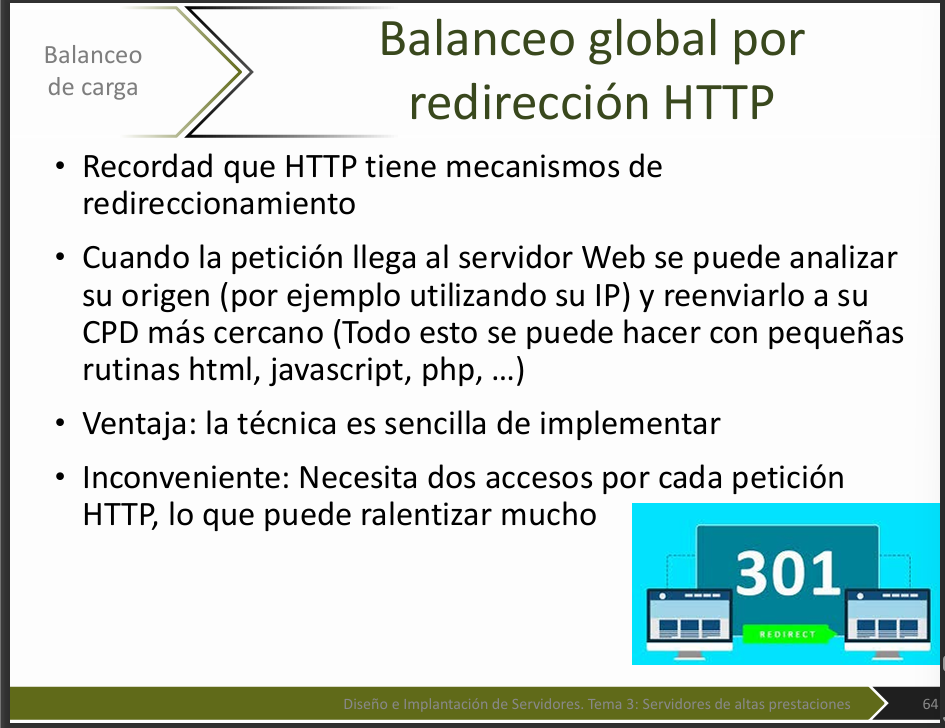 Balanceo
de carga
Balanceo global por
redirección HTTP
• Recordad que HTTP tiene mecanismos de
redireccionamiento
• Cuando la petición llega al servidor Web se puede analizar
su origen (por ejemplo utilizando su IP) y reenviarlo a su
CPD más cercano (Todo esto se puede hacer con pequeñas
rutinas html, javascript, php, …)
• Ventaja: la técnica es sencilla de implementar
• Inconveniente: Necesita dos accesos por cada petición
HTTP, lo que puede ralentizar mucho
301
REDIRECT
Diseño e Implantación de Servidores. Tema 3: Servidores de altas prestaciones
64